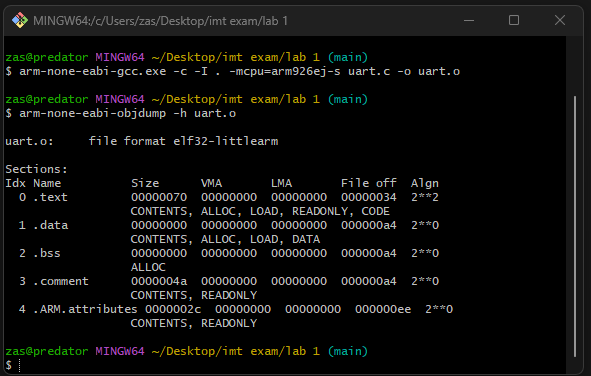 MINGW64:/c/Users/zas/Desktop/imt exam/lab 1
zas@predator MINGW64 ~/Desktop/imt exam/lab 1 (main)
$ arm-none-eabi-gcc.exe -c -I . -mcpu=arm926ej-s uart.c -o uart.o
zas@predator MINGW64 ~/Desktop/imt exam/lab 1 (main)
$ arm-none-eabi-objdump -h uart.o
uart.o:     file format elf32-littlearm
Sections:
Idx Name          Size      VMA       LMA       File off  Algn
  0 .text         00000070  00000000  00000000  00000034  2**2
                  CONTENTS, ALLOC, LOAD, READONLY, CODE
  1 .data         00000000  00000000  00000000  000000a4  2**0
                  CONTENTS, ALLOC, LOAD, DATA
  2 .bss          00000000  00000000  00000000  000000a4  2**0
                  ALLOC
  3 .comment      0000004a  00000000  00000000  000000a4  2**0
                  CONTENTS, READONLY
  4 .ARM.attributes 0000002c  00000000  00000000  000000ee  2**0
                  CONTENTS, READONLY
zas@predator MINGW64 ~/Desktop/imt exam/lab 1 (main)
$